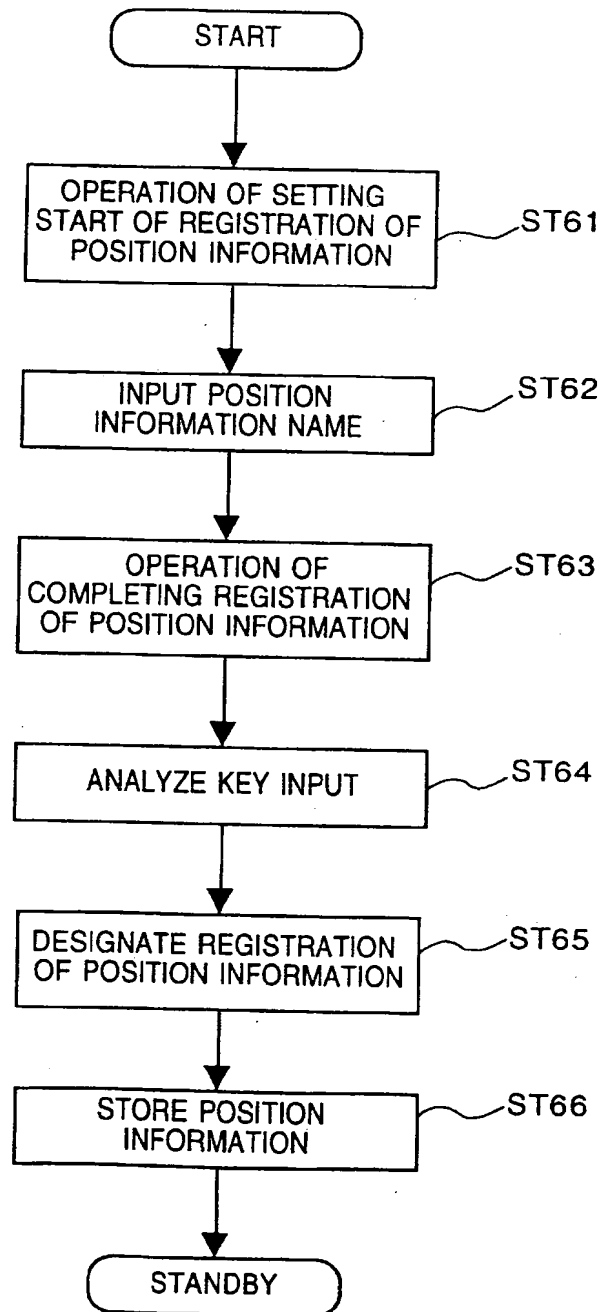 START
OPERATION OF SETTING
START OF REGISTRATION OF
POSITION INFORMATION
ST61
INPUT POSITION
INFORMATION NAME
ST62
OPERATION OF
COMPLETING REGISTRATION
OF POSITION INFORMATION
ST63
ANALYZE KEY INPUT
ST64
DESIGNATE REGISTRATION
OF POSITION INFORMATION
ST65
STORE POSITION
INFORMATION
ST66
STANDBY